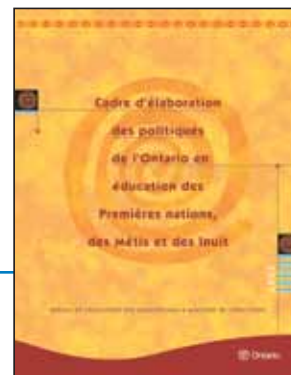 Cadre d'élaboration
des politiques
de l'Ontario en
éducation des
Premières nations,
des Métis et des Inuit
Ontario